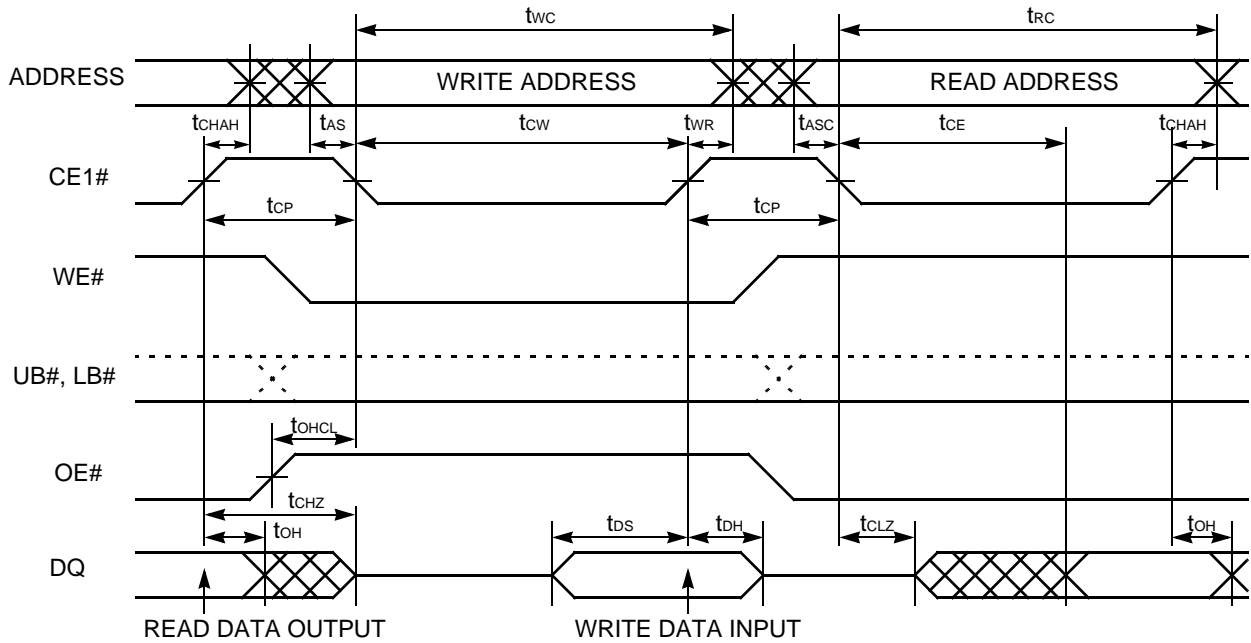 tWC tRC
ADDRESS WRITE ADDRESS READ ADDRESS
tCHAH tAS tCW tWR tASC tCE tCHAH
CE1#
tCP tCP
WE#
UB#, LB#
tOHCL
OE#
tCHZ
tOH tDS tDH tCLZ tOH
DQ
READ DATA OUTPUT WRITE DATA INPUT